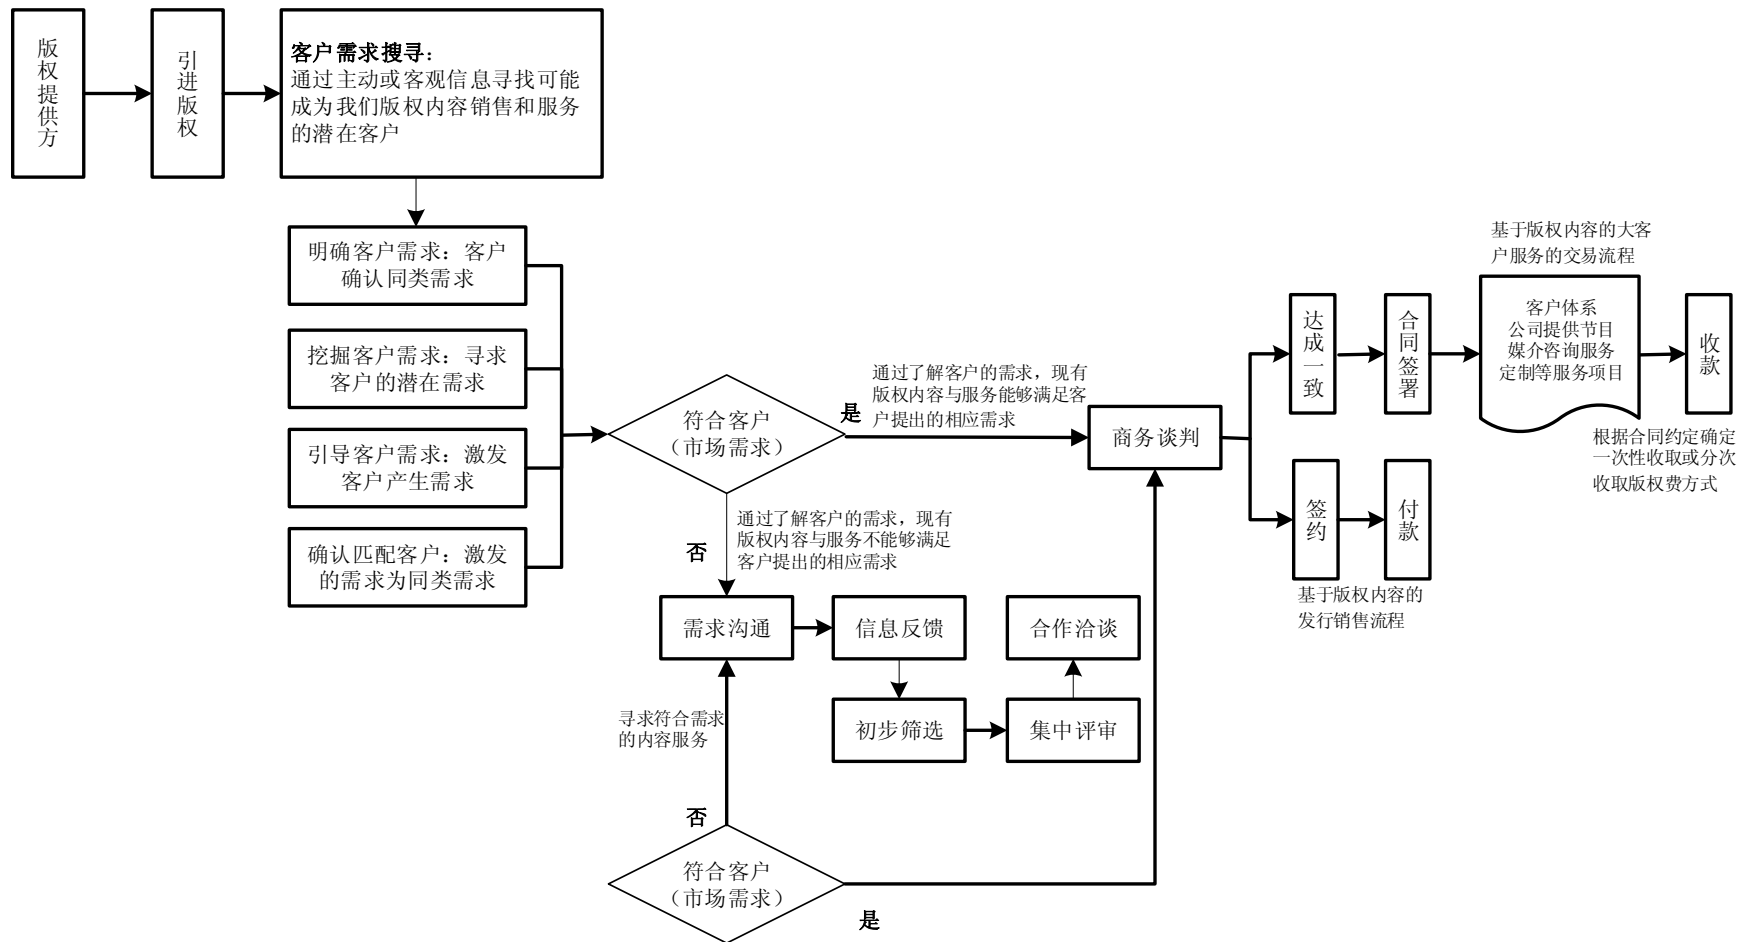 版权提供方
引进版权
客户需求搜寻：
通过主动或客观信息寻找可能
成为我们版权内容销售和服务
的潜在客户
明确客户需求：客户
确认同类需求
挖掘客户需求：寻求
客户的潜在需求
引导客户需求：激发
客户产生需求
确认匹配客户：激发
的需求为同类需求
符合客户
（市场需求）
是
通过了解客户的需求，现有
版权内容与服务能够满足客
户提出的相应需求
否
通过了解客户的需求，现有
版权内容与服务不能够满足
客户提出的相应需求
商务谈判
达成一致
合同签署
基于版权内容的大客
户服务的交易流程
客户体系
公司提供节目
媒介咨询服务
定制等服务项目
收款
根据合同约定确定
一次性收取或分次
收取版权费方式
签约
付款
基于版权内容的
发行销售流程
需求沟通
信息反馈
合作洽谈
初步筛选
集中评审
寻求符合需求
的内容服务
否
符合客户
（市场需求）
是